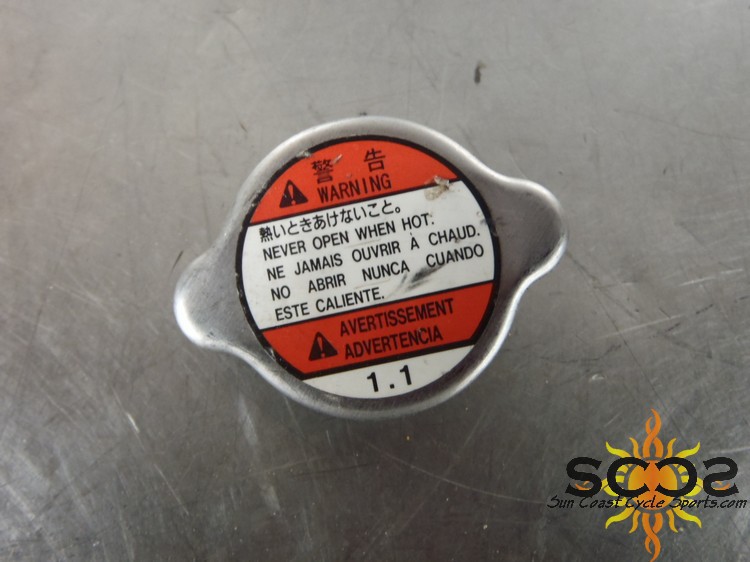 警 告
WARNING
熱いときあけないこと。
NEVER OPEN WHEN HOT.
NE JAMAIS OUVRIR À CHAUD.
NO ABRIR NUNCA CUANDO
ESTE CALIENTE.
AVERTISSEMENT
ADVERTENCIA
1.1
SCCS
Sun Coast Cycle Sports.com